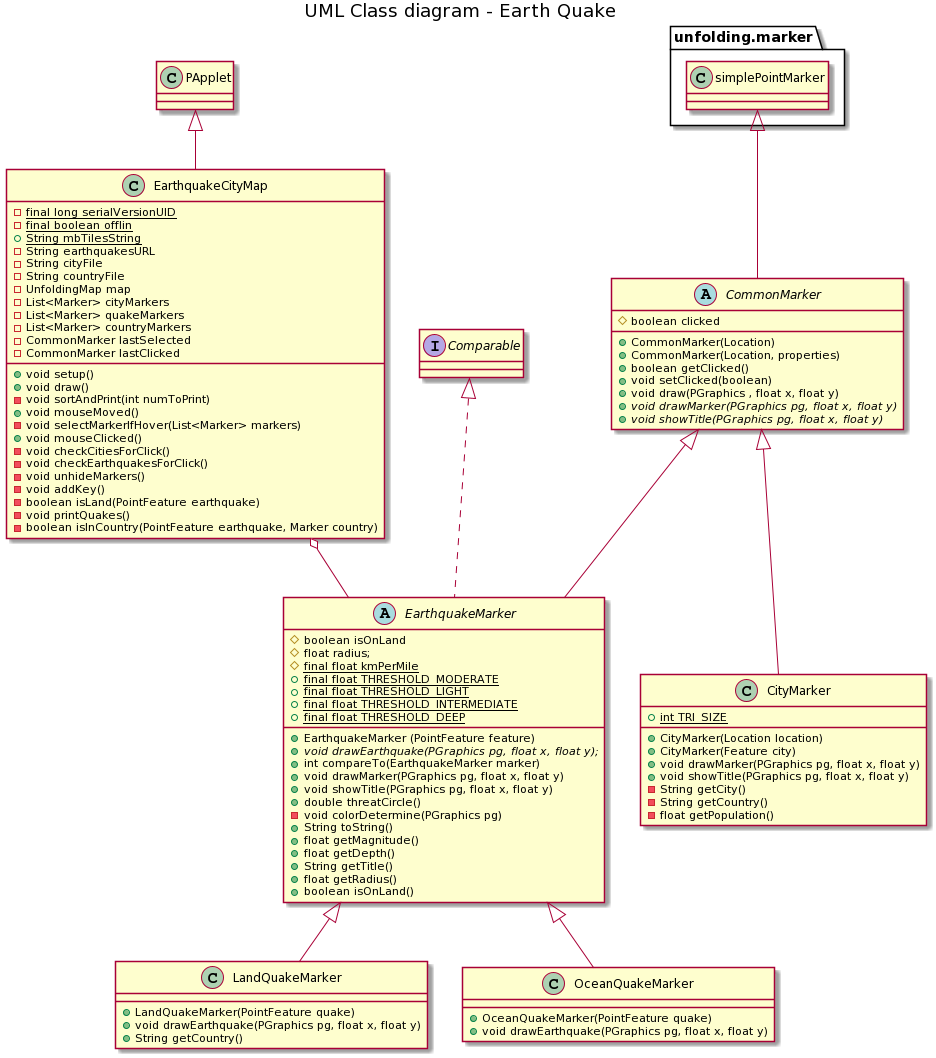 UML Class diagram - Earth Quake
unfolding.marker
C PApplet
C simplePointMarker
C EarthquakeCityMap
final long serialVersionUID
final boolean offlin
String mbTilesString
String earthquakesURL
String cityFile
String countryFile
UnfoldingMap map
List<Marker> cityMarkers
List<Marker> quakeMarkers
List<Marker> countryMarkers
CommonMarker lastSelected
CommonMarker lastClicked
void setup()
void draw()
void sortAndPrint(int numToPrint)
void mouseMoved()
void selectMarkerIfHover(List<Marker> markers)
void mouseClicked()
void checkCitiesForClick()
void checkEarthquakesForClick()
void unhideMarkers()
void addKey()
boolean isLand(PointFeature earthquake)
void printQuakes()
boolean isInCountry(PointFeature earthquake, Marker country)
I Comparable
A CommonMarker
boolean clicked
CommonMarker(Location)
CommonMarker(Location, properties)
boolean getClicked()
void setClicked(boolean)
void draw(PGraphics , float x, float y)
void drawMarker(PGraphics pg, float x, float y)
void showTitle(PGraphics pg, float x, float y)
A EarthquakeMarker
boolean isOnLand
float radius;
final float kmPerMile
final float THRESHOLD_MODERATE
final float THRESHOLD_LIGHT
final float THRESHOLD_INTERMEDIATE
final float THRESHOLD_DEEP
EarthquakeMarker (PointFeature feature)
void drawEarthquake(PGraphics pg, float x, float y);
int compareTo(EarthquakeMarker marker)
void drawMarker(PGraphics pg, float x, float y)
void showTitle(PGraphics pg, float x, float y)
double threatCircle()
void colorDetermine(PGraphics pg)
String toString()
float getMagnitude()
float getDepth()
String getTitle()
float getRadius()
boolean isOnLand()
C CityMarker
int TRI_SIZE
CityMarker(Location location)
CityMarker(Feature city)
void drawMarker(PGraphics pg, float x, float y)
void showTitle(PGraphics pg, float x, float y)
String getCity()
String getCountry()
float getPopulation()
C LandQuakeMarker
LandQuakeMarker(PointFeature quake)
void drawEarthquake(PGraphics pg, float x, float y)
String getCountry()
C OceanQuakeMarker
OceanQuakeMarker(PointFeature quake)
void drawEarthquake(PGraphics pg, float x, float y)